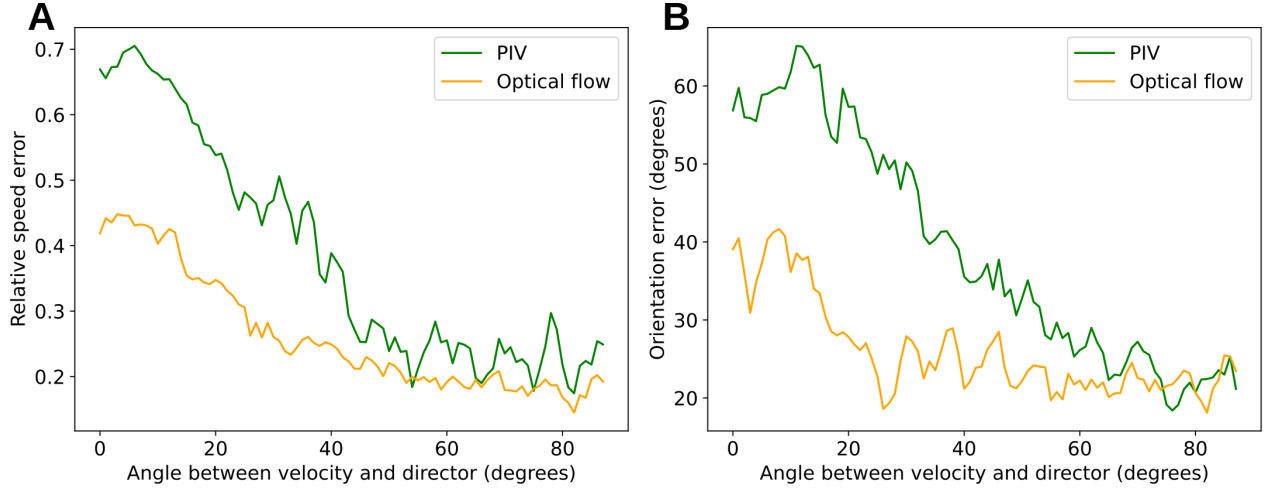 A
0.7
0.6
0.5
0.4
0.3
0.2
Relative speed error
PIV
Optical flow
0 20 40 60 80
Angle between velocity and director (degrees)
B
60
50
40
30
20
Orientation error (degrees)
PIV
Optical flow
0 20 40 60 80
Angle between velocity and director (degrees)